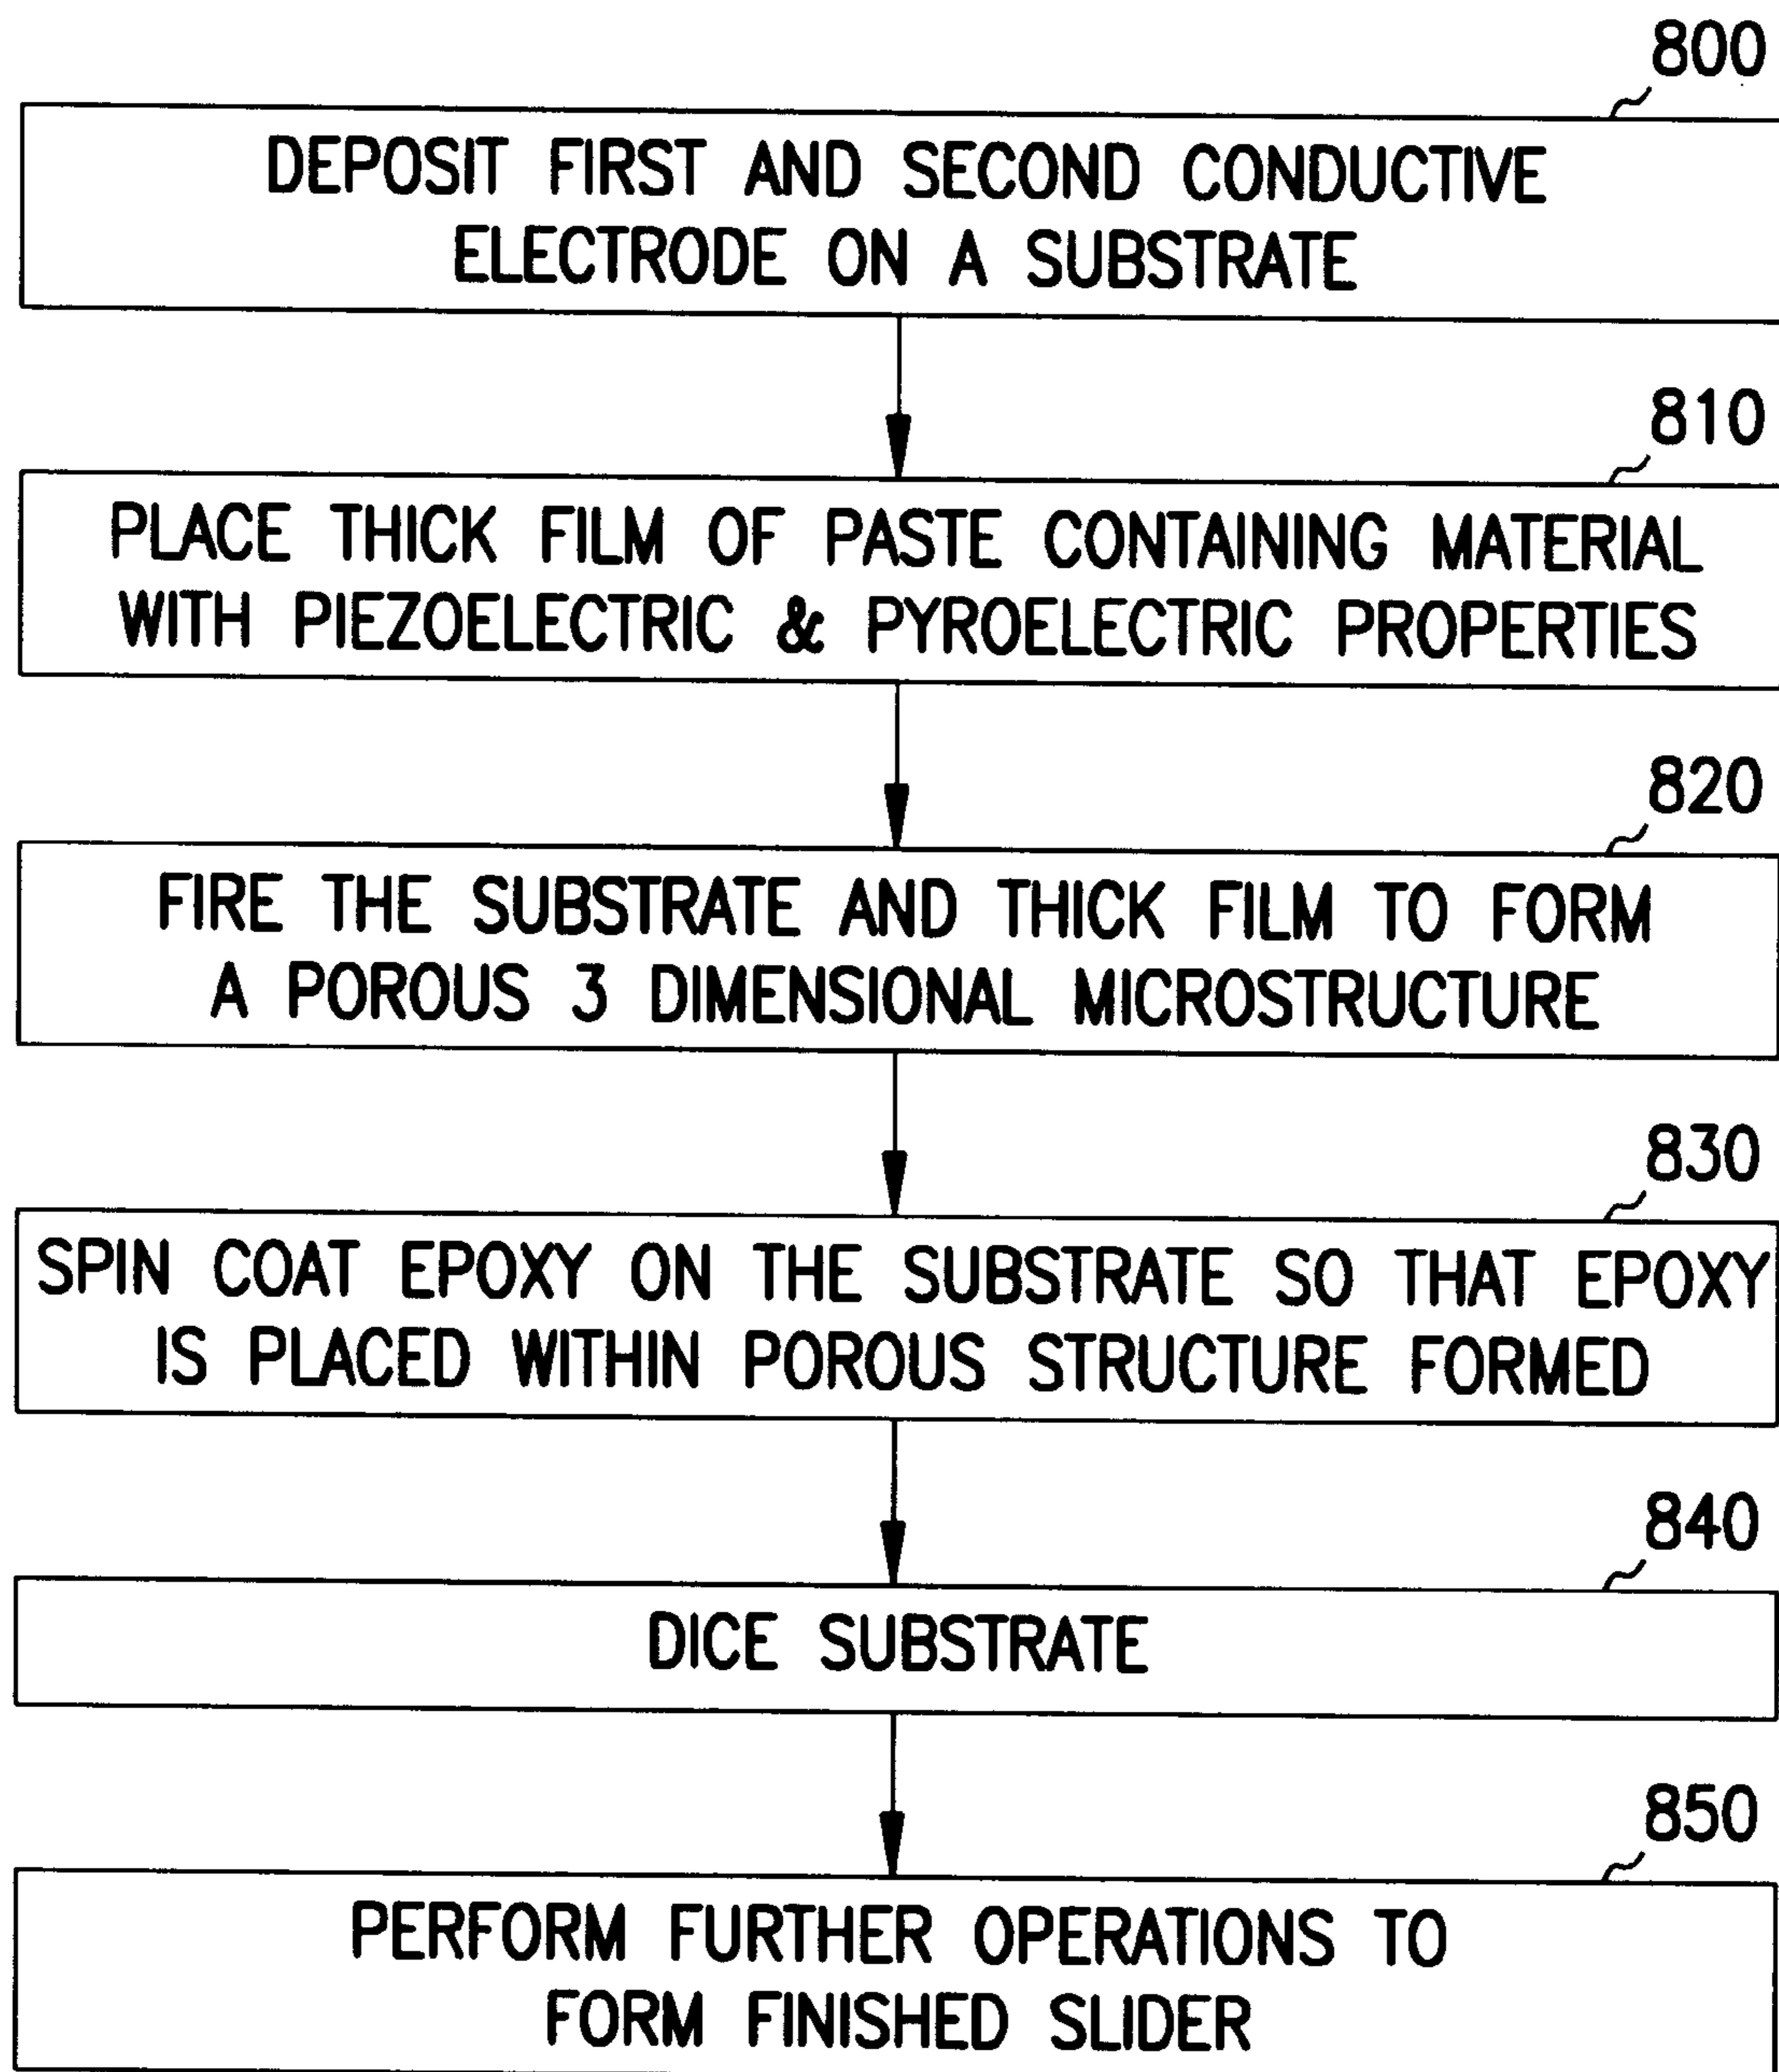 800
DEPOSIT FIRST AND SECOND CONDUCTIVE
ELECTRODE ON A SUBSTRATE
810
PLACE THICK FILM OF PASTE CONTAINING MATERIAL
WITH PIEZOELECTRIC & PYROELECTRIC PROPERTIES
820
FIRE THE SUBSTRATE AND THICK FILM TO FORM
A POROUS 3 DIMENSIONAL MICROSTRUCTURE
830
SPIN COAT EPOXY ON THE SUBSTRATE SO THAT EPOXY
IS PLACED WITHIN POROUS STRUCTURE FORMED
840
DICE SUBSTRATE
850
PERFORM FURTHER OPERATIONS TO
FORM FINISHED SLIDER